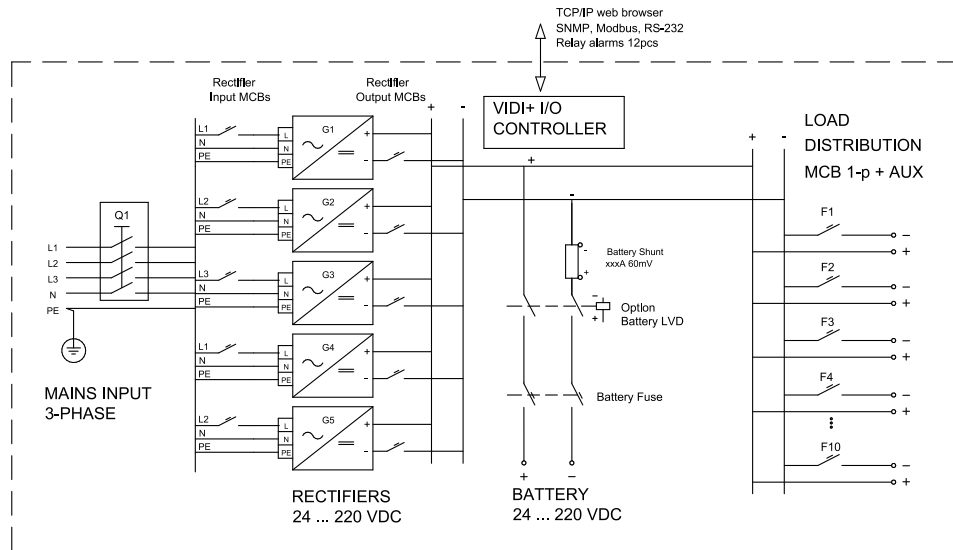 TCP/IP web browser
SNMP, Modbus, RS-232
Relay alarms 12pcs
Rectifier
Input MCBs
Rectifier
Output MCBs
+ -
VIDI+ I/O
CONTROLLER
LOAD
DISTRIBUTION
MCB 1-p + AUX
+ -
+
-
L1
N
PE
L
N
PE
G1
+
-
L2
N
PE
L
N
PE
G2
+
-
L3
N
PE
L
N
PE
G3
+
-
L1
N
PE
L
N
PE
G4
+
-
L2
N
PE
L
N
PE
G5
+
-
Q1
L1
L2
L3
N
PE
MAINS INPUT
3-PHASE
RECTIFIERS
24 ... 220 VDC
-
+
Battery Shunt
xxxA 60mV
-
+
Option
Battery LVD
Battery Fuse
+ -
BATTERY
24 ... 220 VDC
F1
-
+
F2
-
+
F3
-
+
F4
-
+
F10
-
+